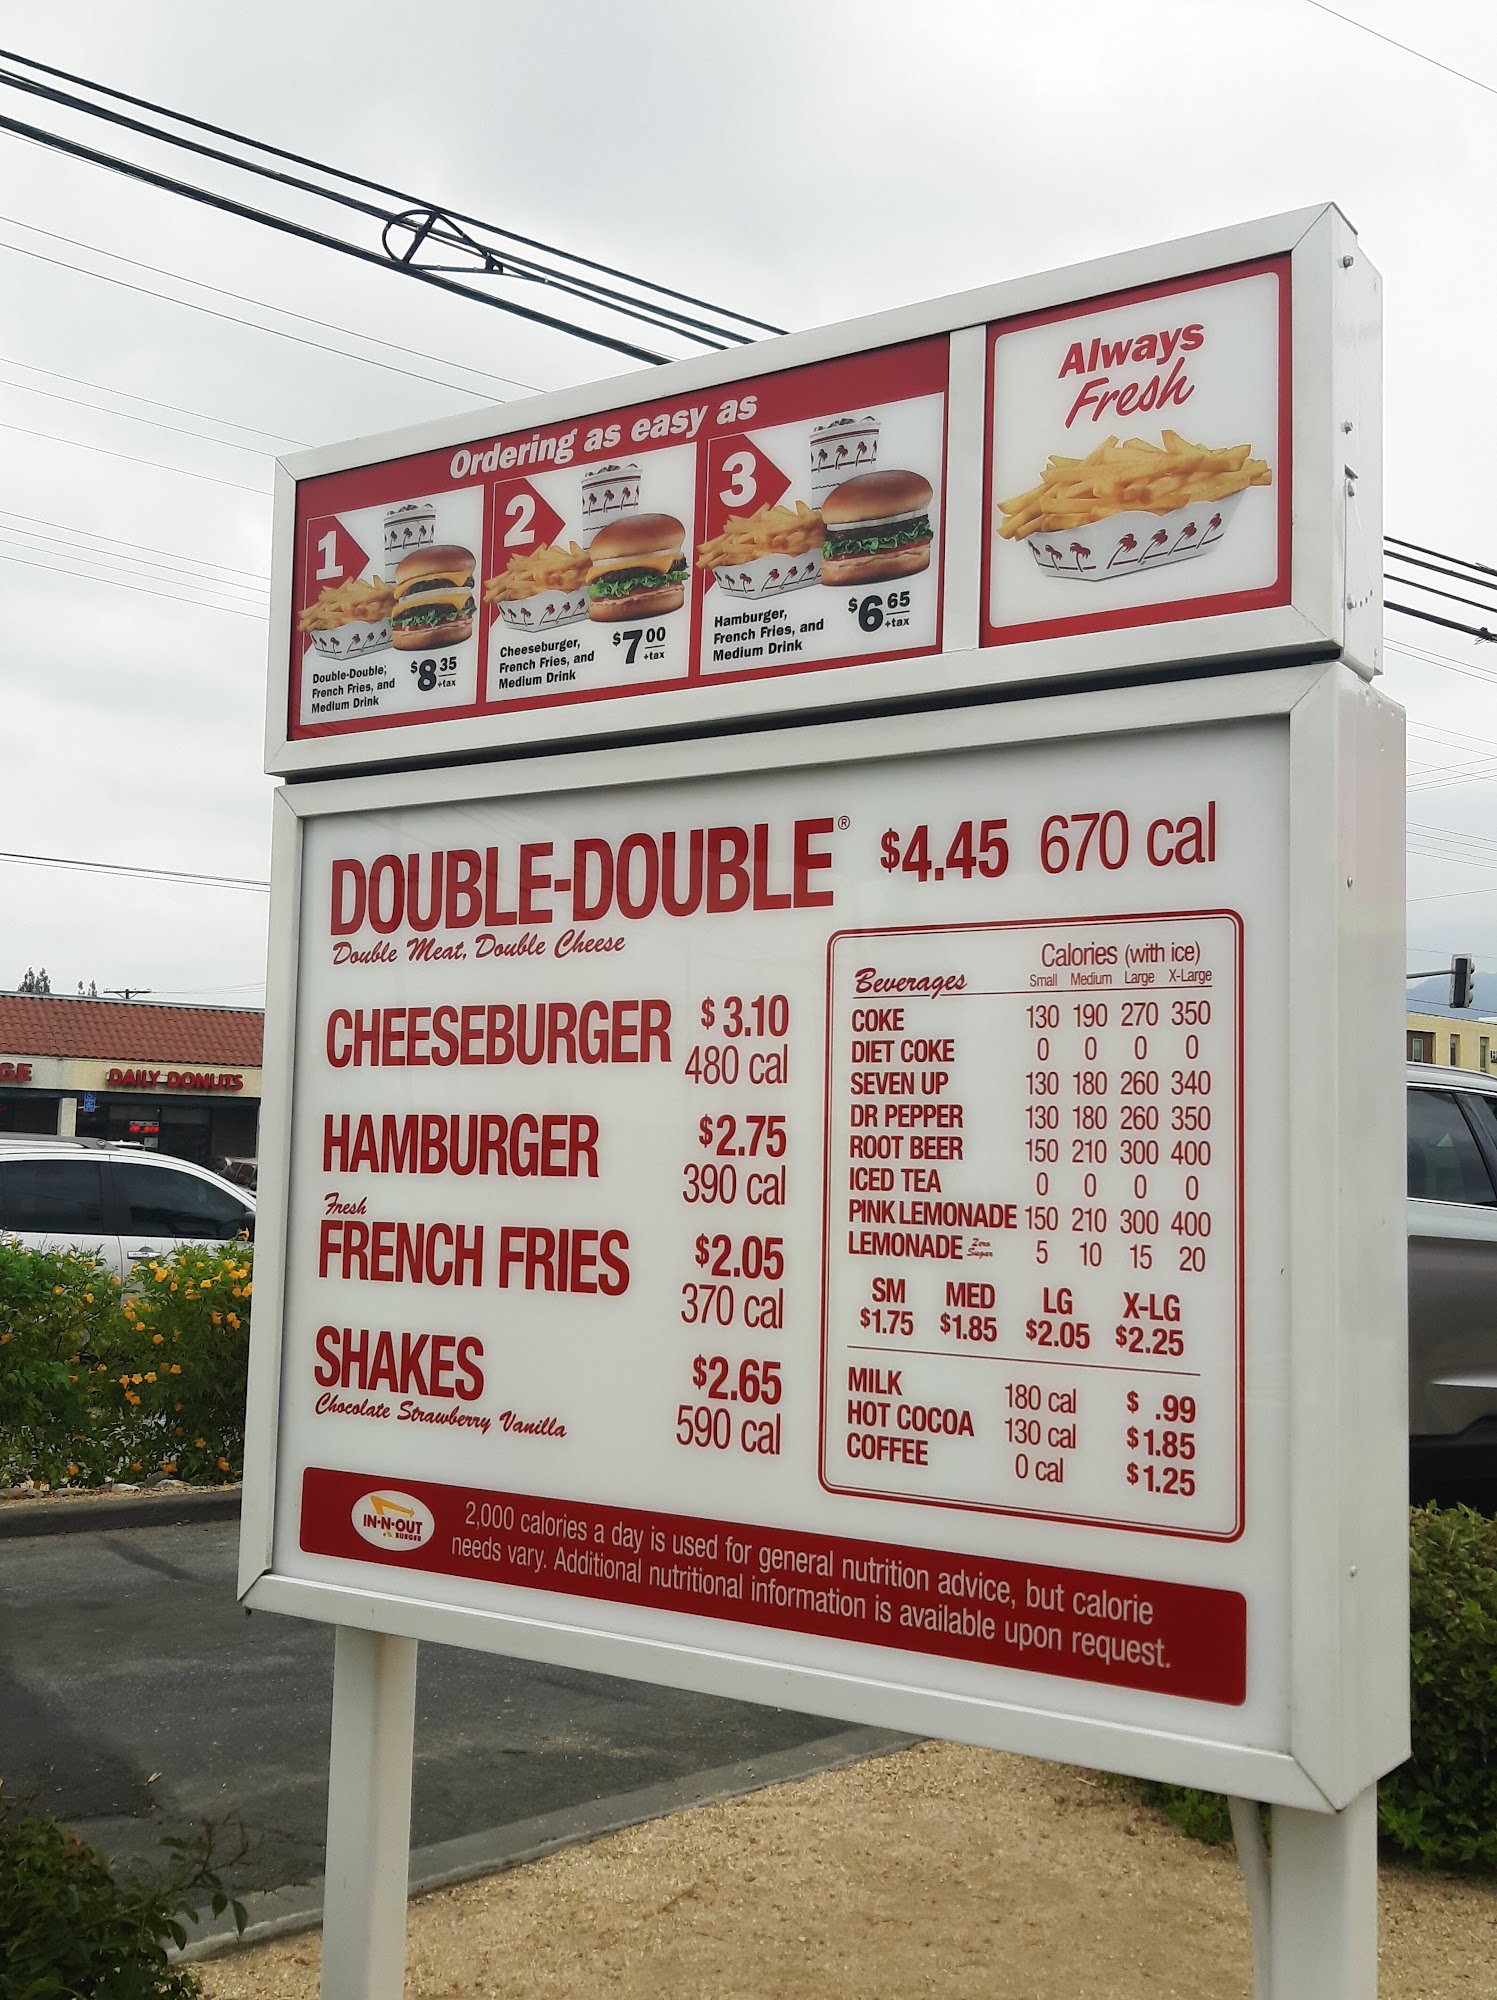 Ordering as easy as
1
Double-Double,
French Fries, and
Medium Drink
$8 35
+tax
2
Cheeseburger,
French Fries, and
Medium Drink
$7 00
+tax
3
Hamburger,
French Fries, and
Medium Drink
$6 65
+tax
Always
Fresh
DOUBLE-DOUBLE® $4.45 670 cal
Double Meat, Double Cheese
CHEESEBURGER $3.10
480 cal
HAMBURGER $2.75
390 cal
Fresh
FRENCH FRIES $2.05
370 cal
SHAKES $2.65
Chocolate Strawberry Vanilla 590 cal
Calories (with ice)
Beverages Small Medium Large X-Large
COKE 130 190 270 350
DIET COKE 0 0 0 0
SEVEN UP 130 180 260 340
DR PEPPER 130 180 260 350
ROOT BEER 150 210 300 400
ICED TEA 0 0 0 0
PINK LEMONADE 150 210 300 400
LEMONADE Zero Sugar 5 10 15 20
SM MED LG X-LG
$1.75 $1.85 $2.05 $2.25
MILK 180 cal $ .99
HOT COCOA 130 cal $1.85
COFFEE 0 cal $1.25
IN-N-OUT
BURGER
2,000 calories a day is used for general nutrition advice, but calorie
needs vary. Additional nutritional information is available upon request.
GE
DAILY DONUTS